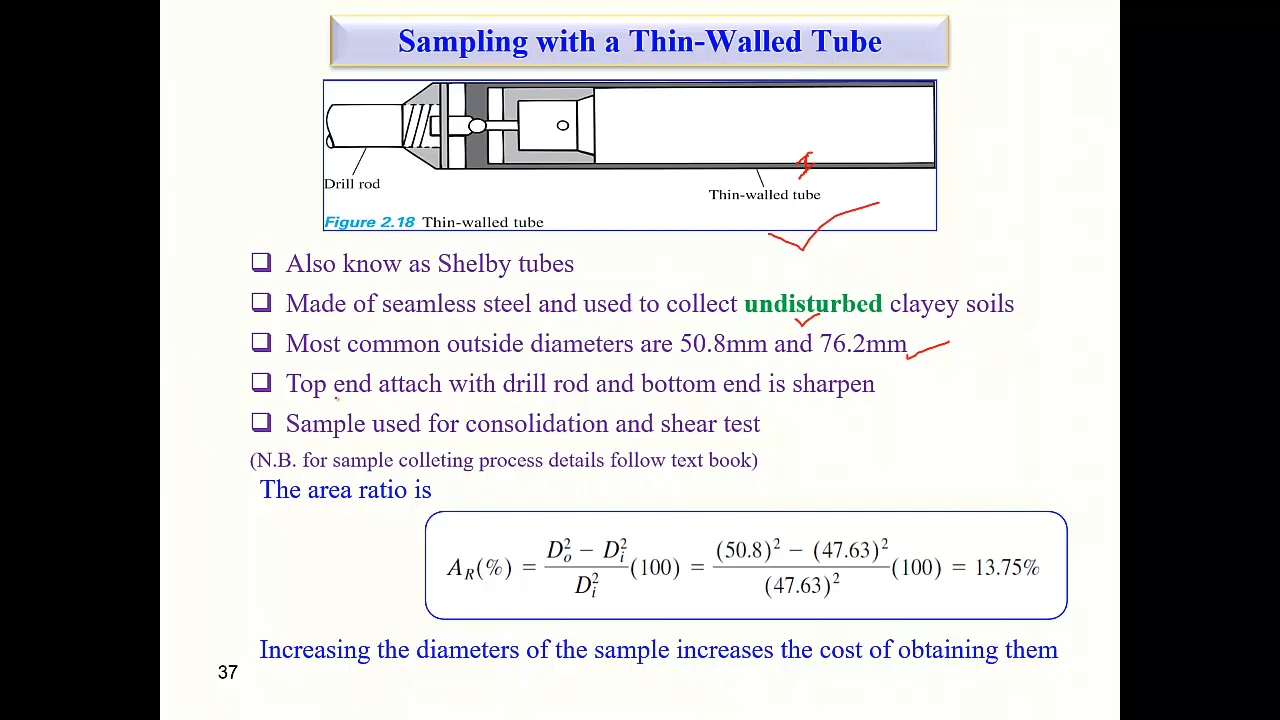 Sampling with a Thin-Walled Tube
Drill rod
Thin-walled tube
Figure 2.18 Thin-walled tube
❑ Also know as Shelby tubes
❑ Made of seamless steel and used to collect undisturbed clayey soils
❑ Most common outside diameters are 50.8mm and 76.2mm
❑ Top end attach with drill rod and bottom end is sharpen
❑ Sample used for consolidation and shear test
(N.B. for sample colleting process details follow text book)
The area ratio is
A_R(%) = (D_o^2 − D_i^2)/(D_i^2) (100) = ((50.8)^2 − (47.63)^2)/((47.63)^2) (100) = 13.75%
Increasing the diameters of the sample increases the cost of obtaining them
37